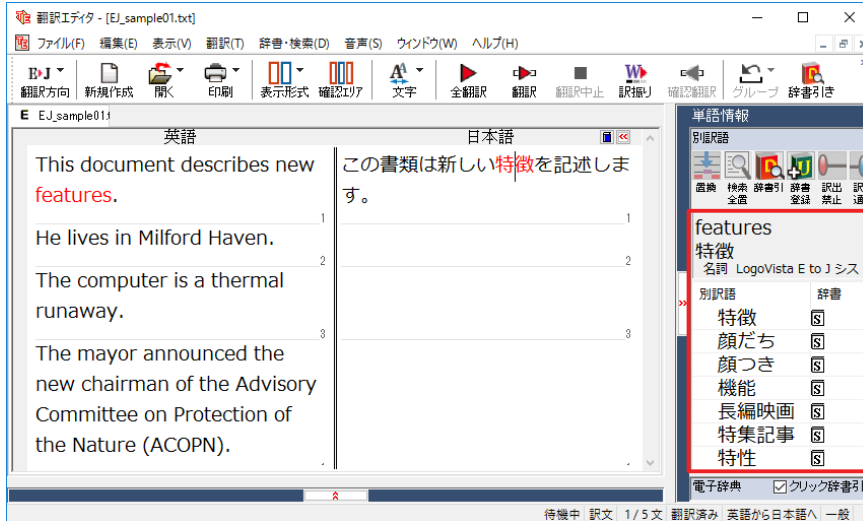 翻訳エディタ - [EJ_sample01.txt]
ファイル(F) 編集(E) 表示(V) 翻訳(T) 辞書・検索(D) 音声(S) ウィンドウ(W) ヘルプ(H)
E›J
翻訳方向 新規作成 開く 印刷 表示形式 確認エリア 文字 全翻訳 翻訳 翻訳中止 訳振り 確認翻訳 グループ 辞書引き
E EJ_sample01.t
英語 日本語
This document describes new
features.
1
He lives in Milford Haven.
2
The computer is a thermal
runaway.
3
The mayor announced the
new chairman of the Advisory
Committee on Protection of
the Nature (ACOPN).
この書類は新しい特徴を記述しま
す。
1
2
3
単語情報
別訳語
置換 検索全置 辞書引 辞書登録 訳出禁止
features
特徴
名詞 LogoVista E to J シス
別訳語 辞書
特徴 S
顔だち S
顔つき S
機能 S
長編映画 S
特集記事 S
特性 S
電子辞典 クリック辞書引
待機中 訳文 1/5文 翻訳済み 英語から日本語へ 一般